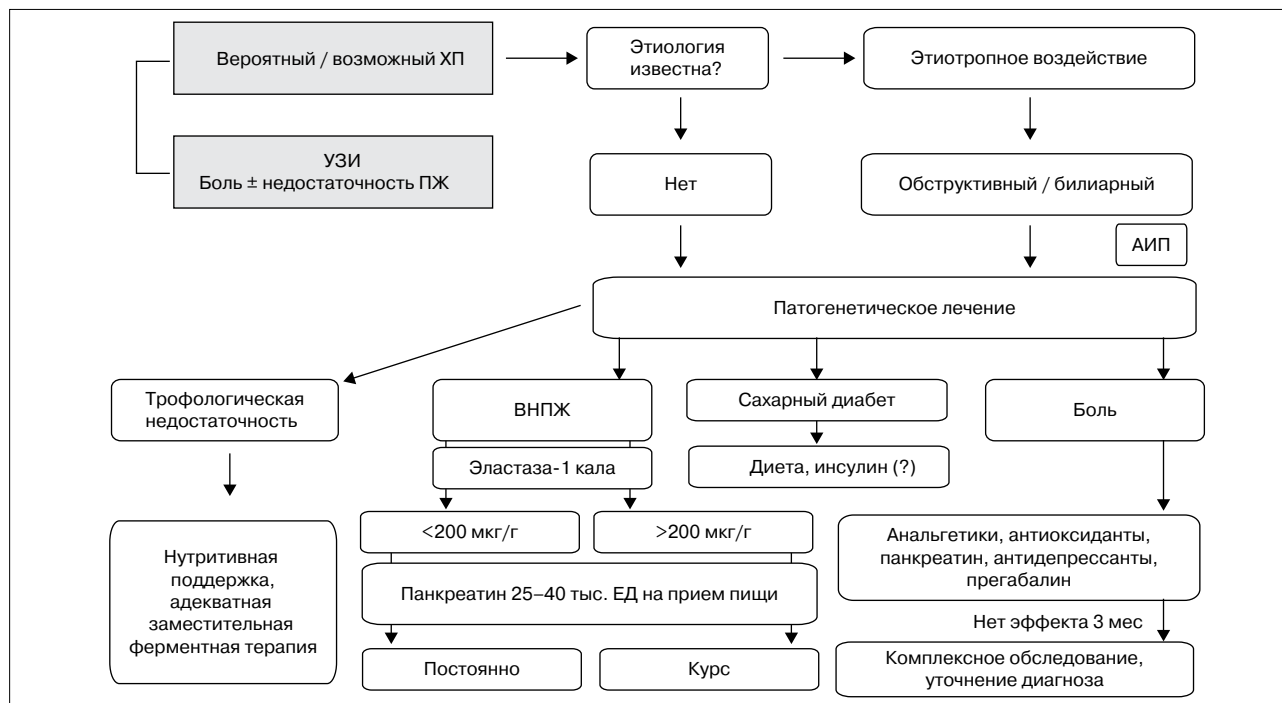 Вероятный / возможный ХП
Этиология
известна?
Этиотропное воздействие
УЗИ
Боль ± недостаточность ПЖ
Нет
Обструктивный / билиарный
АИП
Патогенетическое лечение
Трофологическая
недостаточность
ВНПЖ
Сахарный диабет
Боль
Эластаза-1 кала
Диета, инсулин (?)
<200 мкг/г
>200 мкг/г
Анальгетики, антиоксиданты,
панкреатин, антидепрессанты,
прегабалин
Нутритивная
поддержка,
адекватная
заместительная
ферментная терапия
Панкреатин 25–40 тыс. ЕД на прием пищи
Нет эффекта 3 мес
Постоянно
Курс
Комплексное обследование,
уточнение диагноза